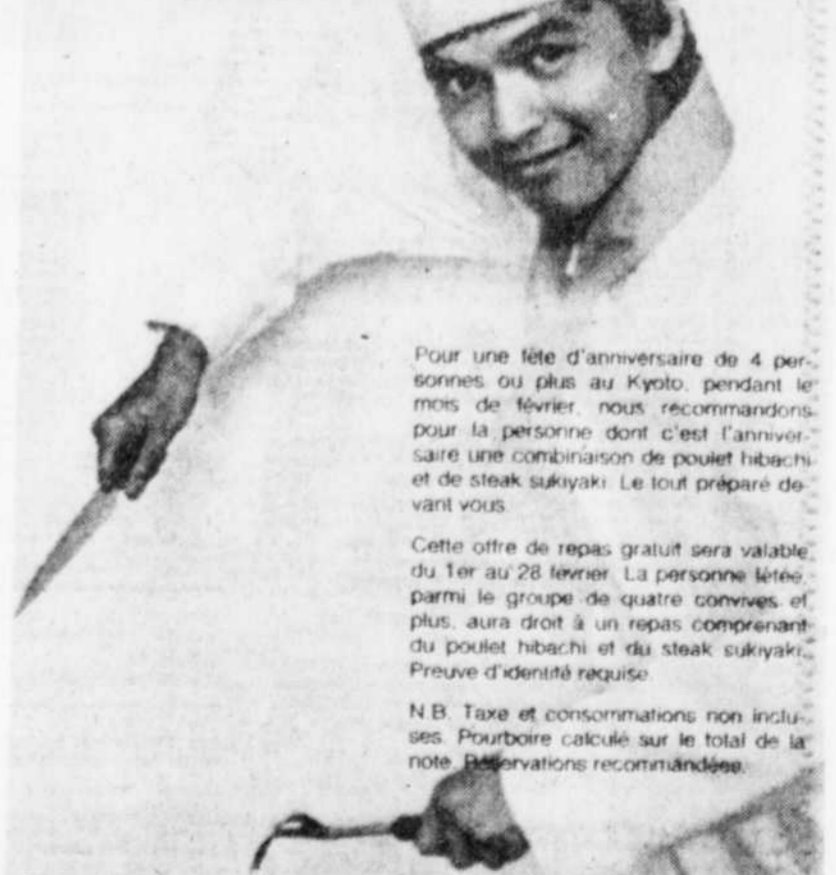 Pour une fête d'anniversaire de 4 per-
sonnes ou plus au Kyoto, pendant le
mois de février, nous recommandons
pour la personne dont c'est l'anniver-
saire une combinaison de poulet hibachi
et de steak sukiyaki. Le tout préparé de-
vant vous.
Cette offre de repas gratuit sera valable
du 1er au 28 février. La personne fêtée,
parmi le groupe de quatre convives et
plus, aura droit à un repas comprenant
du poulet hibachi et du steak sukiyaki.
Preuve d'identité requise.
N.B. Taxe et consommations non inclu-
ses. Pourboire calculé sur le total de la
note. Réservations recommandées.